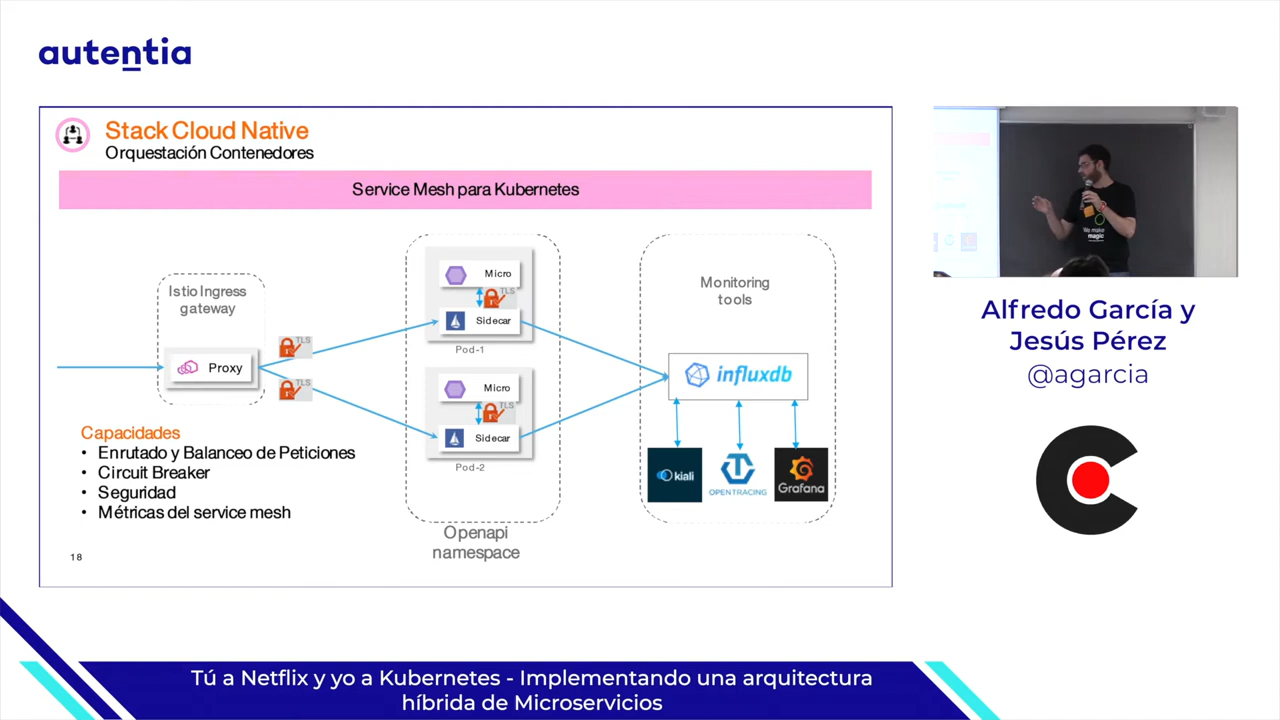 autentia
Stack Cloud Native
Orquestación Contenedores
Service Mesh para Kubernetes
Istio Ingress
gateway
Proxy
TLS
TLS
Micro
TLS
Sidecar
Pod-1
Micro
TLS
Sidecar
Pod-2
Openapi
namespace
Monitoring
tools
influxdb
kiali
OPENTRACING
Grafana
Capacidades
• Enrutado y Balanceo de Peticiones
• Circuit Breaker
• Seguridad
• Métricas del service mesh
18
We make
magic
Alfredo García y
Jesús Pérez
@agarcia
Tú a Netflix y yo a Kubernetes - Implementando una arquitectura
híbrida de Microservicios